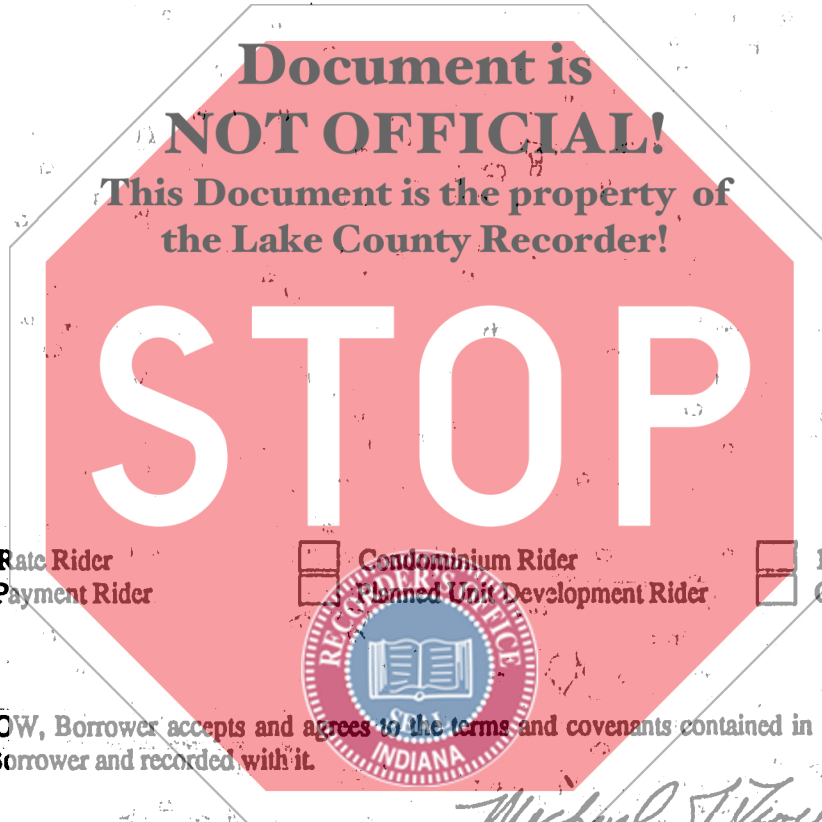 Document is
NOT OFFICIAL!
This Document is the property of
the Lake County Recorder!
STOP
Rate Rider Condominium Rider
Payment Rider Planned Unit Development Rider
RECORDER'S OFFICE
SEAL
INDIANA
OW, Borrower accepts and agrees to the terms and covenants contained in
Borrower and recorded with it.